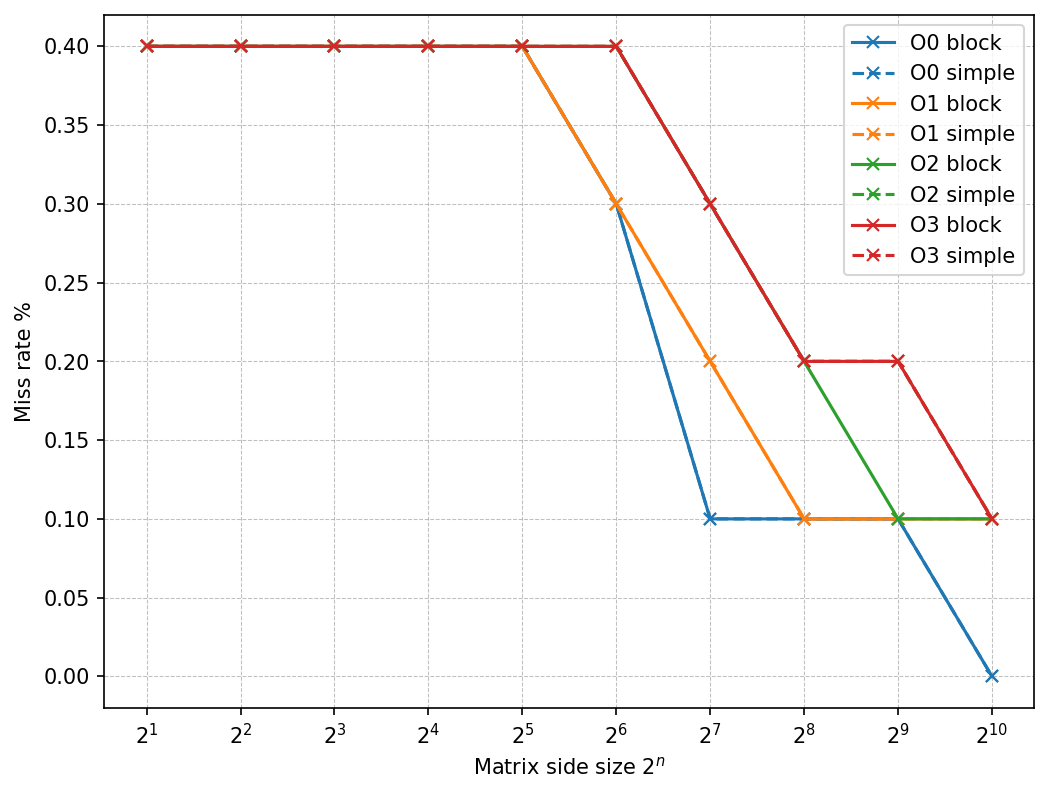 0.40
0.35
0.30
0.25
0.20
0.15
0.10
0.05
0.00
Miss rate %
2^1 2^2 2^3 2^4 2^5 2^6 2^7 2^8 2^9 2^10
Matrix side size 2^n
O0 block
O0 simple
O1 block
O1 simple
O2 block
O2 simple
O3 block
O3 simple